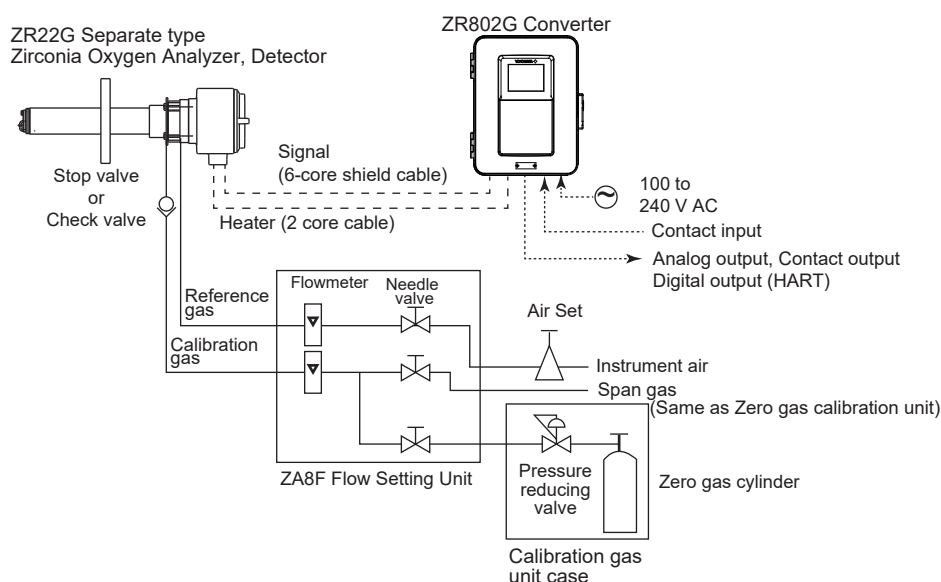 ZR22G Separate type
Zirconia Oxygen Analyzer, Detector
ZR802G Converter
YOKOGAWA
Stop valve
or
Check valve
Signal
(6-core shield cable)
Heater (2 core cable)
100 to
240 V AC
Contact input
Analog output, Contact output
Digital output (HART)
Flowmeter
Needle
valve
Reference
gas
Calibration
gas
Air Set
Instrument air
Span gas
(Same as Zero gas calibration unit)
ZA8F Flow Setting Unit
Pressure
reducing
valve
Zero gas cylinder
Calibration gas
unit case